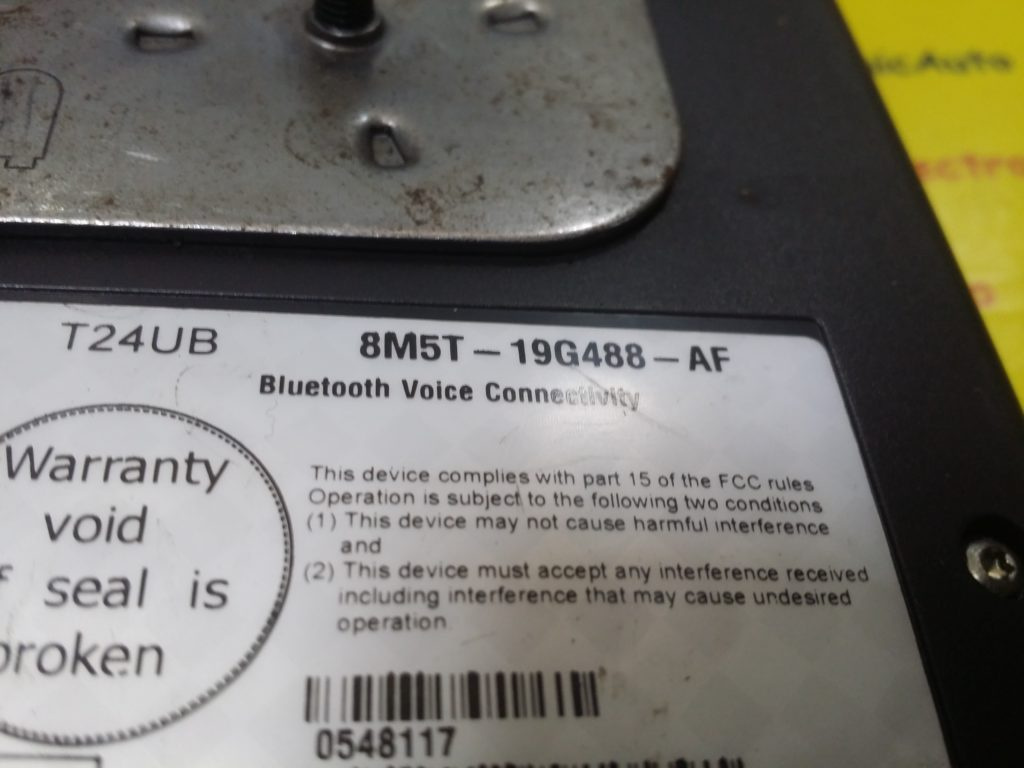 icAuto
ectro
T24UB
8M5T – 19G488 – AF
Bluetooth Voice Connectivity
Warranty
void
f seal is
broken
This device complies with part 15 of the FCC rules
Operation is subject to the following two conditions
(1) This device may not cause harmful interference
and
(2) This device must accept any interference received
including interference that may cause undesired
operation.
0548117